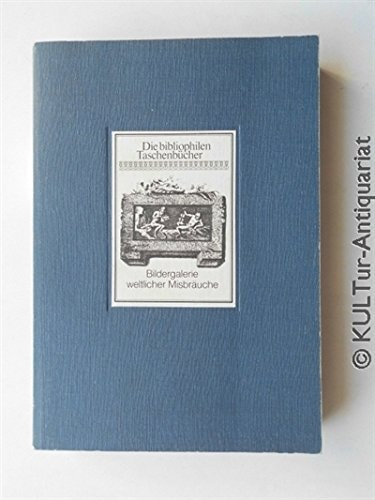 Die bibliophilen
Taschenbücher
Bildergalerie
weltlicher Misbräuche
© KULTur-Antiquariat